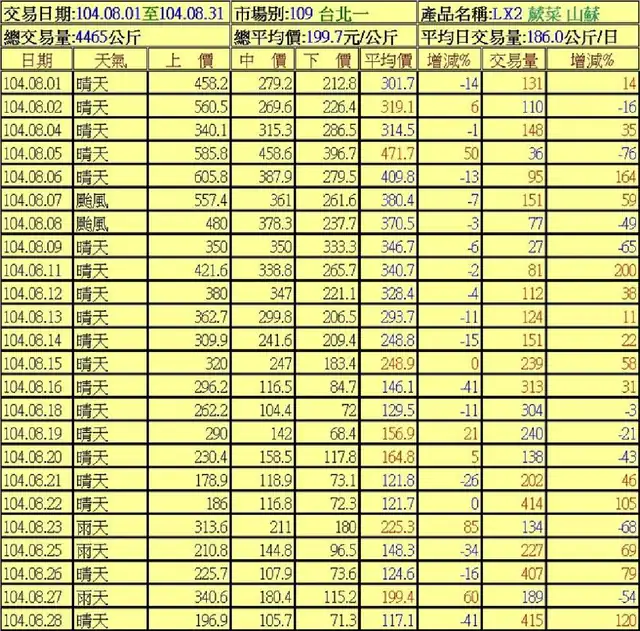 交易日期:104.08.01至104.08.31 市場別:109 台北一 產品名稱:LX2 蕨菜 山蘇
總交易量:4465公斤 總平均價:199.7元/公斤 平均日交易量:186.0公斤/日
日期 天氣 上 價 中 價 下 價 平均價 增減% 交易量 增減%
104.08.01 晴天 458.2 279.2 212.8 301.7 -14 131 14
104.08.02 晴天 560.5 269.6 226.4 319.1 6 110 -16
104.08.04 晴天 340.1 315.3 286.5 314.5 -1 148 35
104.08.05 晴天 585.8 458.6 396.7 471.7 50 36 -76
104.08.06 晴天 605.8 387.9 279.5 409.8 -13 95 164
104.08.07 颱風 557.4 361 261.6 380.4 -7 151 59
104.08.08 颱風 480 378.3 237.7 370.5 -3 77 -49
104.08.09 晴天 350 350 333.3 346.7 -6 27 -65
104.08.11 晴天 421.6 338.8 265.7 340.7 -2 81 200
104.08.12 晴天 380 347 221.1 328.4 -4 112 38
104.08.13 晴天 362.7 299.8 206.5 293.7 -11 124 11
104.08.14 晴天 309.9 241.6 209.4 248.8 -15 151 22
104.08.15 晴天 320 247 183.4 248.9 0 239 58
104.08.16 晴天 296.2 116.5 84.7 146.1 -41 313 31
104.08.18 晴天 262.2 104.4 72 129.5 -11 304 -3
104.08.19 晴天 290 142 68.4 156.9 21 240 -21
104.08.20 晴天 230.4 158.5 117.8 164.8 5 138 -43
104.08.21 晴天 178.9 118.9 73.1 121.8 -26 202 46
104.08.22 晴天 186 116.8 72.3 121.7 0 414 105
104.08.23 雨天 313.6 211 180 225.3 85 134 -68
104.08.25 雨天 210.8 144.8 96.5 148.3 -34 227 69
104.08.26 晴天 225.7 107.9 73.6 124.6 -16 407 79
104.08.27 雨天 340.6 180.4 115.2 199.4 60 189 -54
104.08.28 晴天 196.9 105.7 71.3 117.1 -41 415 120